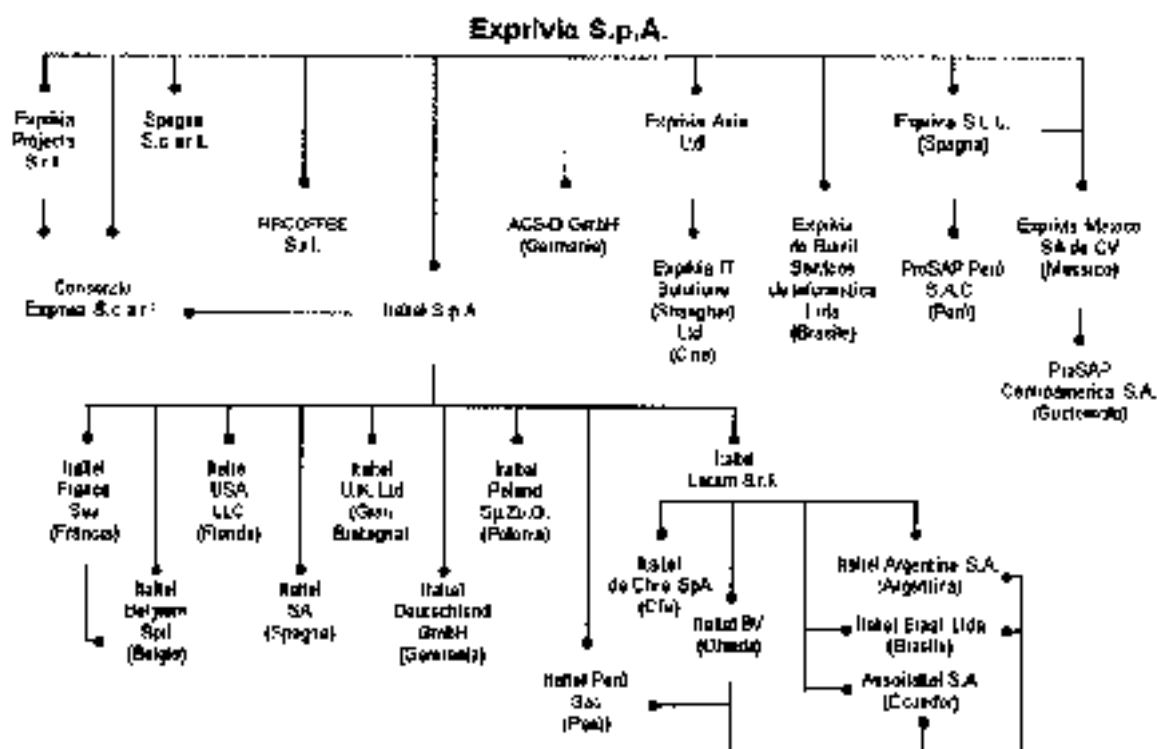 Exprivia S.p.A.
Exprivia
Projects
S.r.l.
Spegea
S.c. ar L.
HRCOFFEE
S.r.l.
ACS-D GmbH
(Germania)
Exprivia Asia
Ltd
Exprivia IT
Solutions
(Shanghai)
Ltd
(Cina)
Exprivia
do Brasil
Servicos
de Informatica
Ltda
(Brasile)
Exprivia S.L.U.
(Spagna)
ProSAP Perù
S.A.C
(Perù)
Exprivia Messico
SA de CV
(Messico)
ProSAP
Centroamerica S.A.
(Guatemala)
Consorzio
Exprivia S.c. ar l
Italtel S.p.A
Italtel
France
Sas
(Francia)
Italtel
Belgium
Sprl
(Belgio)
USA
LLC
(Florida)
Italtel
SA
(Spagna)
Italtel
U.K. Ltd
(Gran
Bretagna)
Italtel
Deutschland
GmbH
(Germania)
Italtel
Poland
Sp.Zo.O.
(Polonia)
Italtel Perù
Sac
(Perù)
Italtel
S.r.l.
Italtel
de Chile SpA
(Cile)
Italtel BV
(Olanda)
Italtel Argentina S.A.
(Argentina)
Italtel Brasil Ltda
(Brasile)
Ausoitaltel S.A
(Ecuador)